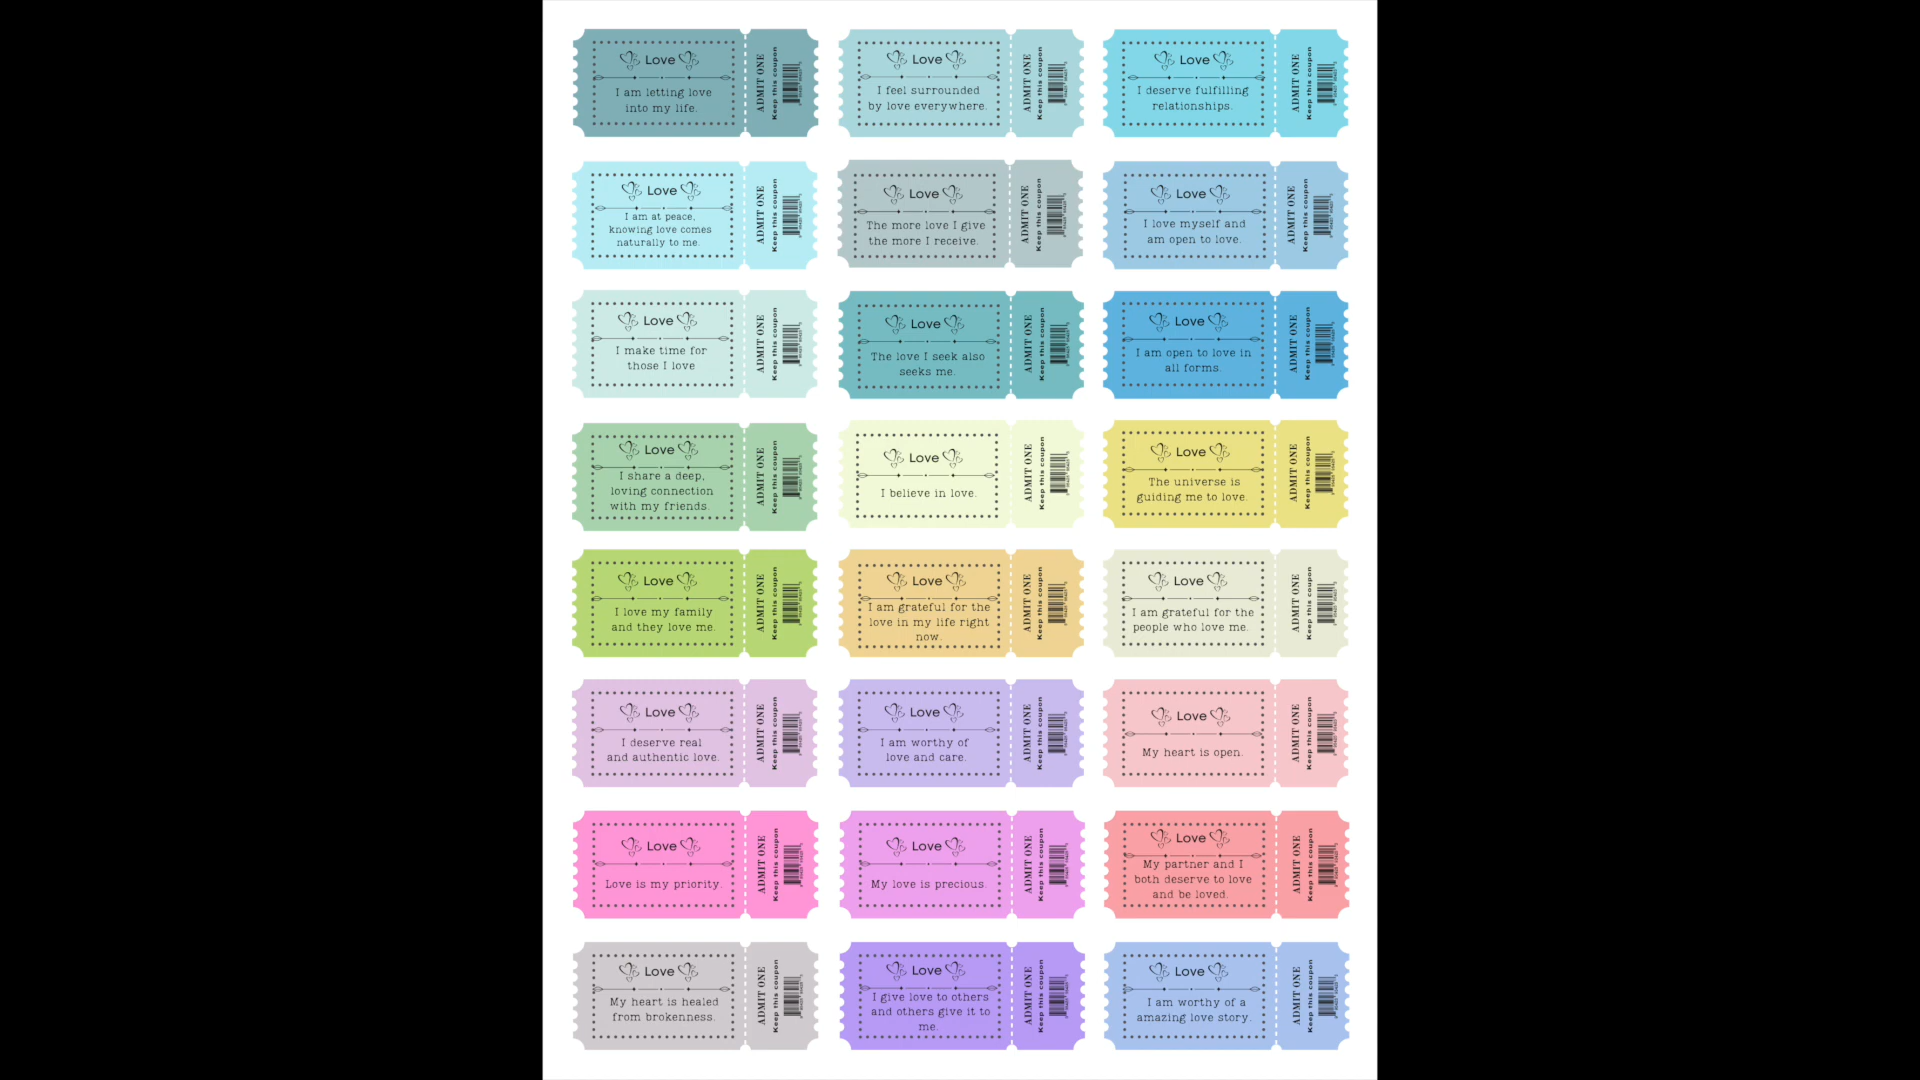 Love
I am letting love
into my life.
ADMIT ONE
Keep this coupon
Love
I feel surrounded
by love everywhere.
ADMIT ONE
Keep this coupon
Love
I deserve fulfilling
relationships.
ADMIT ONE
Keep this coupon
Love
I am at peace,
knowing love comes
naturally to me.
ADMIT ONE
Keep this coupon
Love
The more love I give
the more I receive.
ADMIT ONE
Keep this coupon
Love
I love myself and
am open to love.
ADMIT ONE
Keep this coupon
Love
I make time for
those I love
ADMIT ONE
Keep this coupon
Love
The love I seek also
seeks me.
ADMIT ONE
Keep this coupon
Love
I am open to love in
all forms.
ADMIT ONE
Keep this coupon
Love
I share a deep,
loving connection
with my friends.
ADMIT ONE
Keep this coupon
Love
I believe in love.
ADMIT ONE
Keep this coupon
Love
The universe is
guiding me to love.
ADMIT ONE
Keep this coupon
Love
I love my family
and they love me.
ADMIT ONE
Keep this coupon
Love
I am grateful for the
love in my life right
now.
ADMIT ONE
Keep this coupon
Love
I am grateful for the
people who love me.
ADMIT ONE
Keep this coupon
Love
I deserve real
and authentic love.
ADMIT ONE
Keep this coupon
Love
I am worthy of
love and care.
ADMIT ONE
Keep this coupon
Love
My heart is open.
ADMIT ONE
Keep this coupon
Love
Love is my priority.
ADMIT ONE
Keep this coupon
Love
My love is precious.
ADMIT ONE
Keep this coupon
Love
My partner and I
both deserve to love
and be loved.
ADMIT ONE
Keep this coupon
Love
My heart is healed
from brokenness.
ADMIT ONE
Keep this coupon
Love
I give love to others
and others give it to
me.
ADMIT ONE
Keep this coupon
Love
I am worthy of a
amazing love story.
ADMIT ONE
Keep this coupon